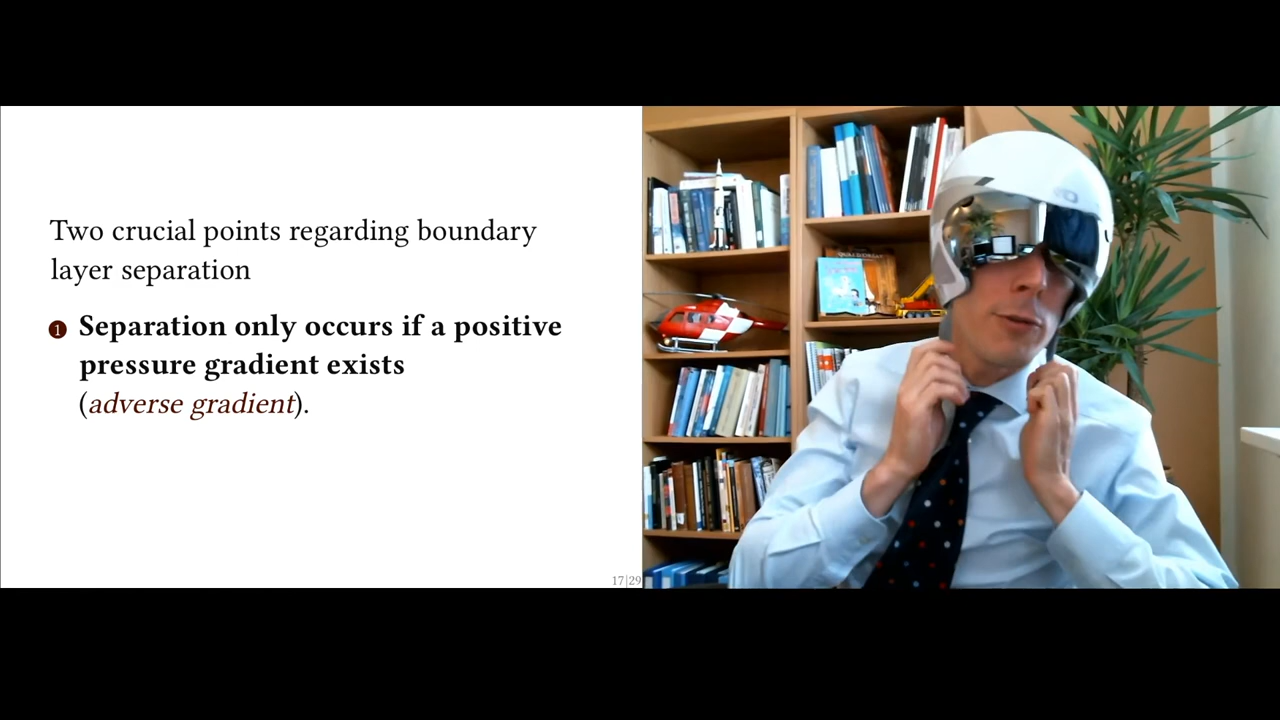 Two crucial points regarding boundary
layer separation
1 Separation only occurs if a positive
pressure gradient exists
(adverse gradient).
17|29